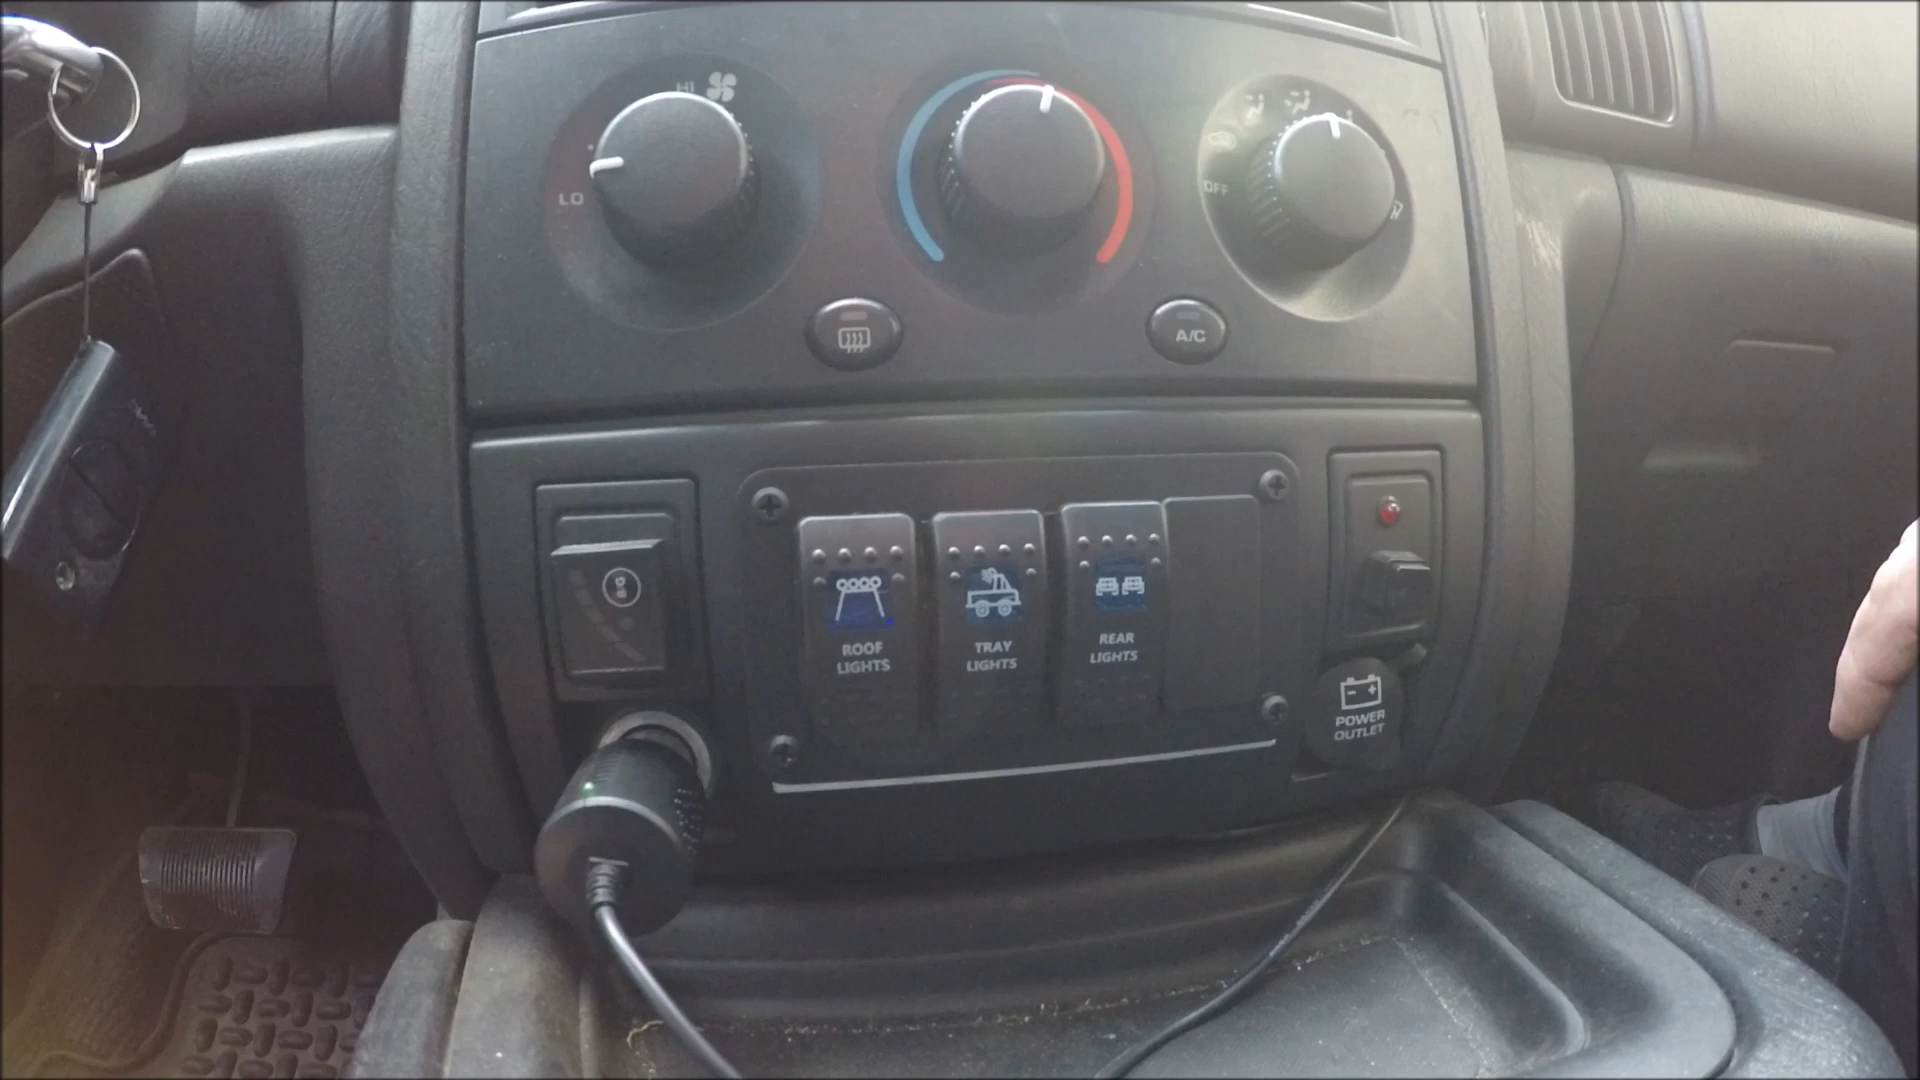 HI
LO
OFF
A/C
ROOF
LIGHTS
TRAY
LIGHTS
REAR
LIGHTS
POWER
OUTLET